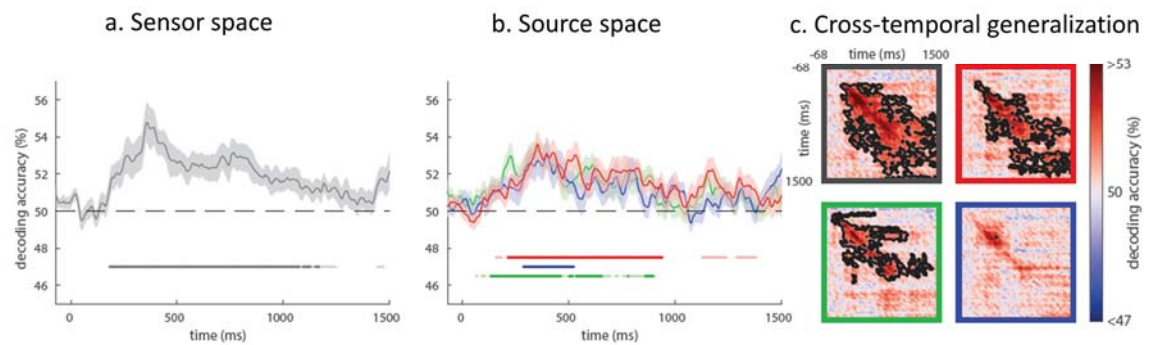 a. Sensor space
b. Source space
c. Cross-temporal generalization
decoding accuracy (%)
56
54
52
50
48
46
0
500
1000
1500
time (ms)
56
54
52
50
48
46
0
500
1000
1500
time (ms)
-68 time (ms) 1500
-68
time (ms)
1500
>53
50
<47
decoding accuracy (%)